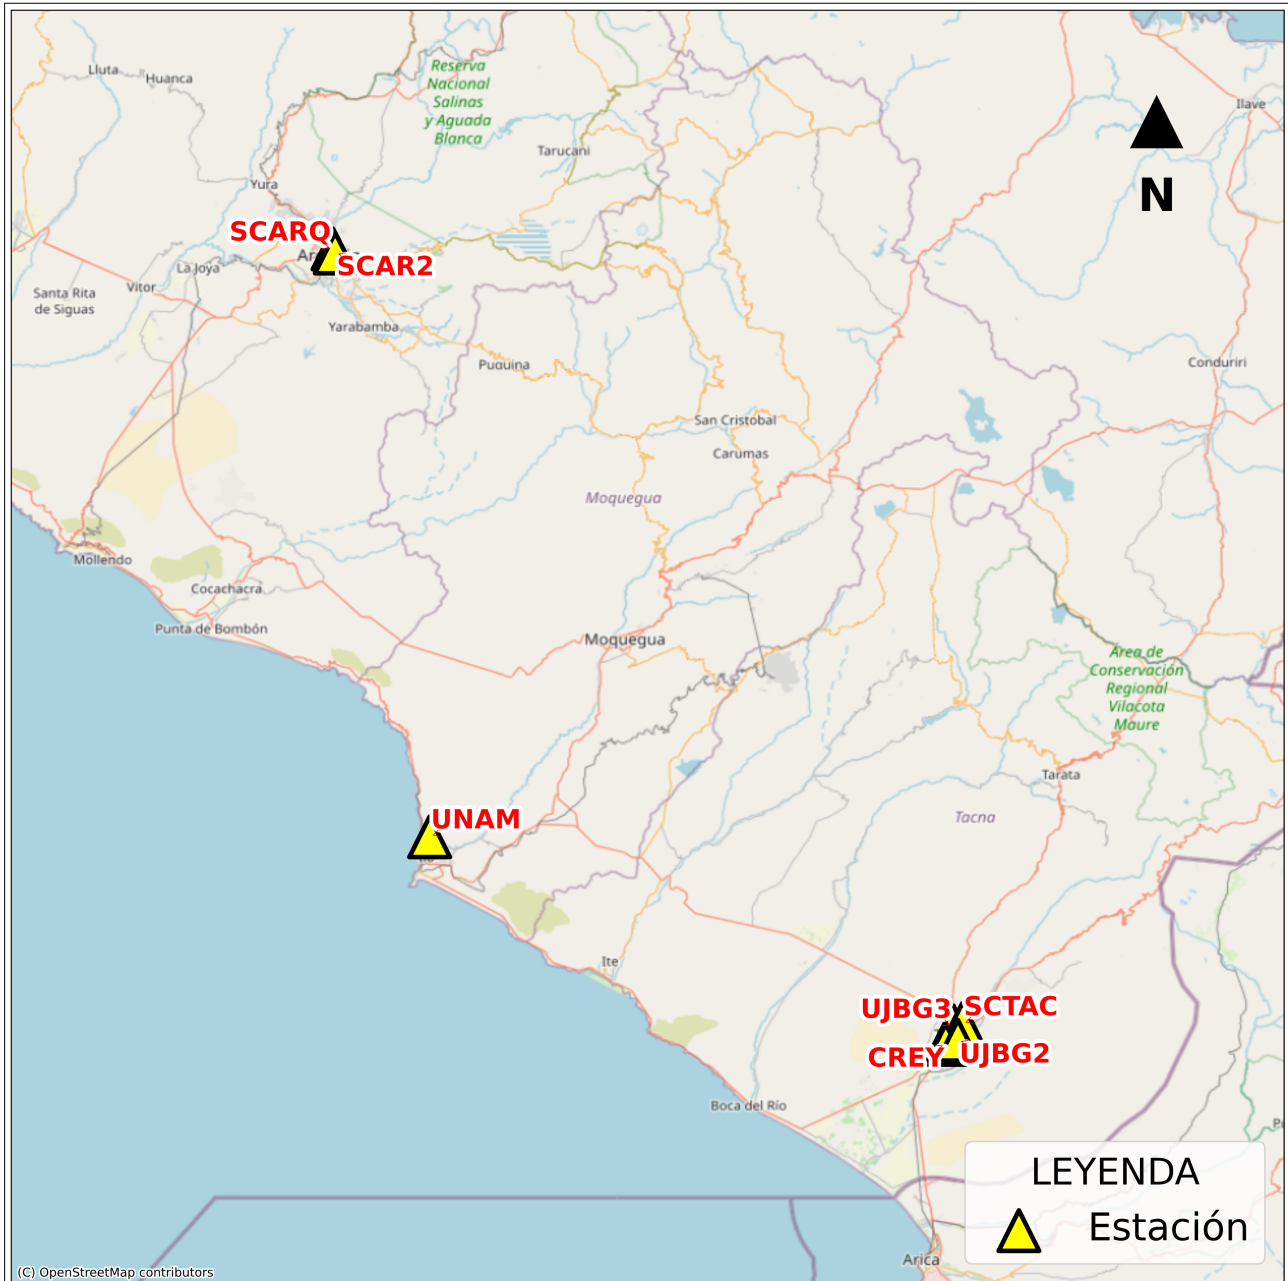 Lluta
Huanca
Reserva
Nacional
Salinas
y Aguada
Blanca
Ilave
Tarucani
Yura
N
SCARQ
SCAR2
La Joya
Vitor
Santa Rita
de Siguas
Yarabamba
Puquina
Conduriri
San Cristobal
Carumas
Moquegua
Mollendo
Cocachacra
Punta de Bombón
Moquegua
Área de
Conservación
Regional
Vilacota
Maure
Tarata
UNAM
Tacna
Ite
UJBG3
SCTAC
CREY
UJBG2
Boca del Río
LEYENDA
Estación
Arica
(C) OpenStreetMap contributors